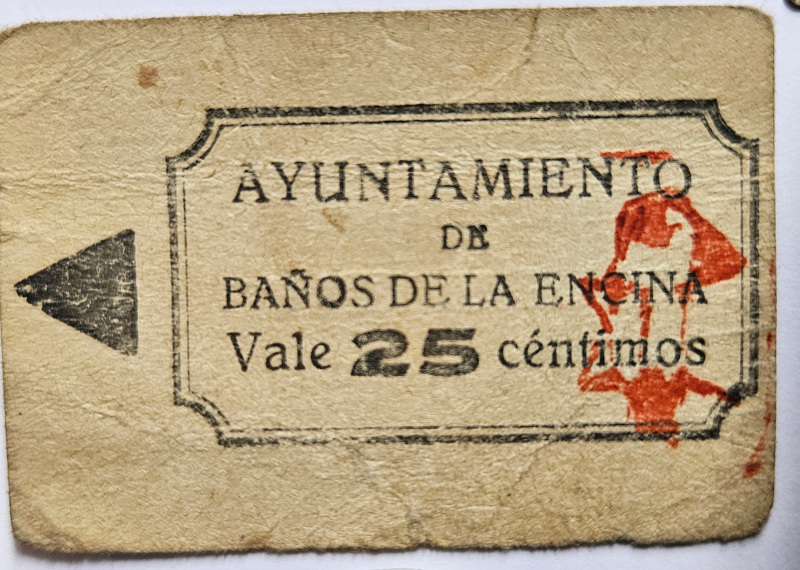 AYUNTAMIENTO
DE
BAÑOS DE LA ENCINA
Vale 25 céntimos